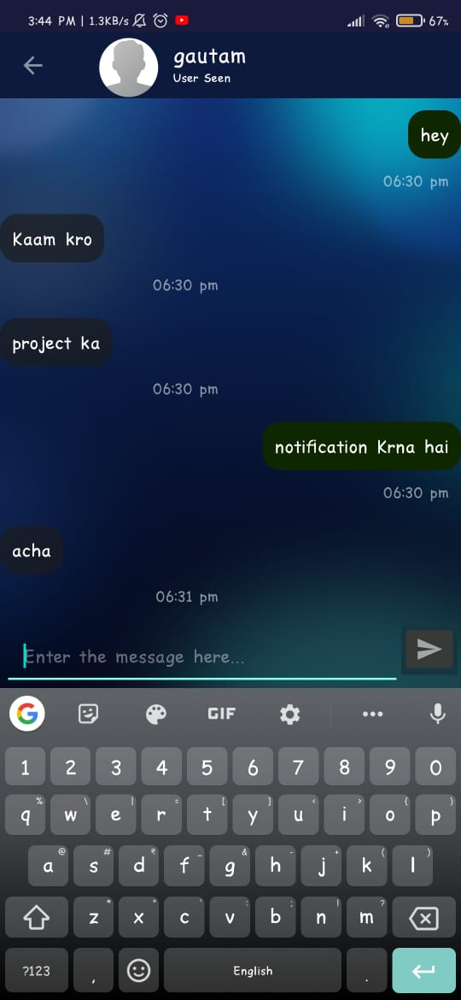 3:44 PM | 1.3KB/s 67%
gautam
User Seen
hey
06:30 pm
Kaam kro
06:30 pm
project ka
06:30 pm
notification Krna hai
06:30 pm
acha
06:31 pm
Enter the message here...
G GIF
1 2 3 4 5 6 7 8 9 0
% \ | = [ ] < > { }
q w e r t y u i o p
@ # ₹ _ & - + ( )
a s d f g h j k l
* " ' : ; ! ?
z x c v b n m
?123 , English .